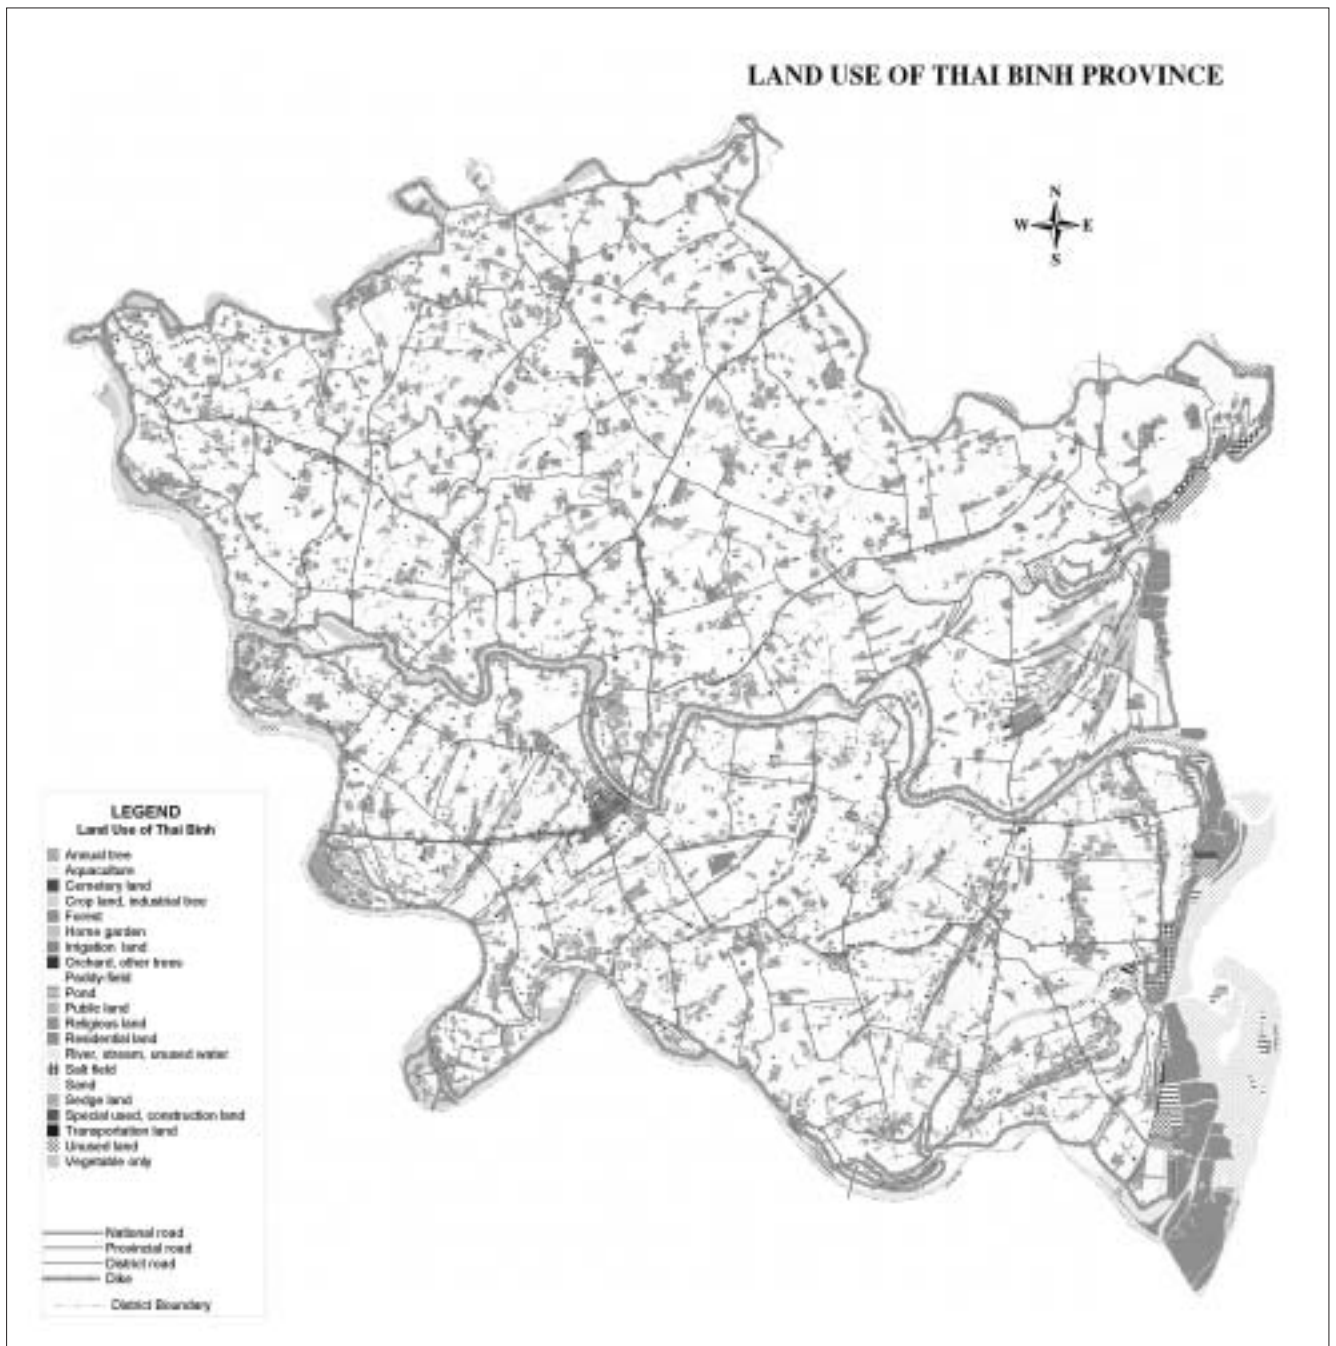 LAND USE OF THAI BINH PROVINCE
N
W E
S
LEGEND
Land Use of Thai Binh
Annual tree
Aquaculture
Cemetery land
Crop land, industrial tree
Forest
Home garden
Irrigation land
Orchard, other trees
Paddy-field
Pond
Public land
Religious land
Residential land
River, stream, unused water
Salt field
Sand
Sedge land
Special used, construction land
Transportation land
Unused land
Vegetable only
National road
Provincial road
District road
Dike
District Boundary